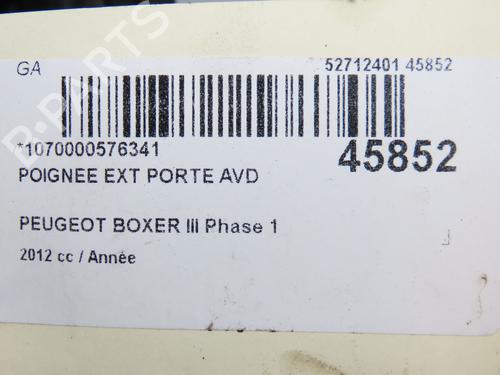 GA
52712401 45852
*1070000576341
45852
POIGNEE EXT PORTE AVD
PEUGEOT BOXER III Phase 1
2012 cc / Année
B-PARTS